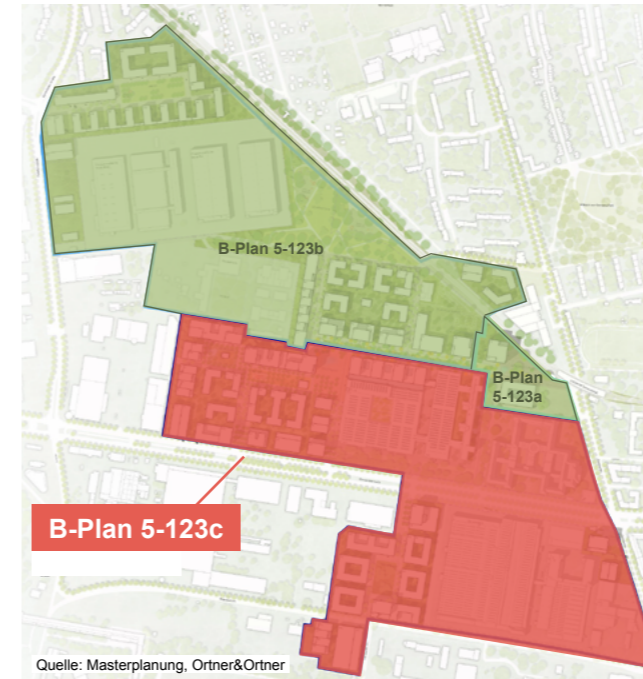 B-Plan 5-123b
B-Plan
5-123a
B-Plan 5-123c
Quelle: Masterplanung, Ortner&Ortner